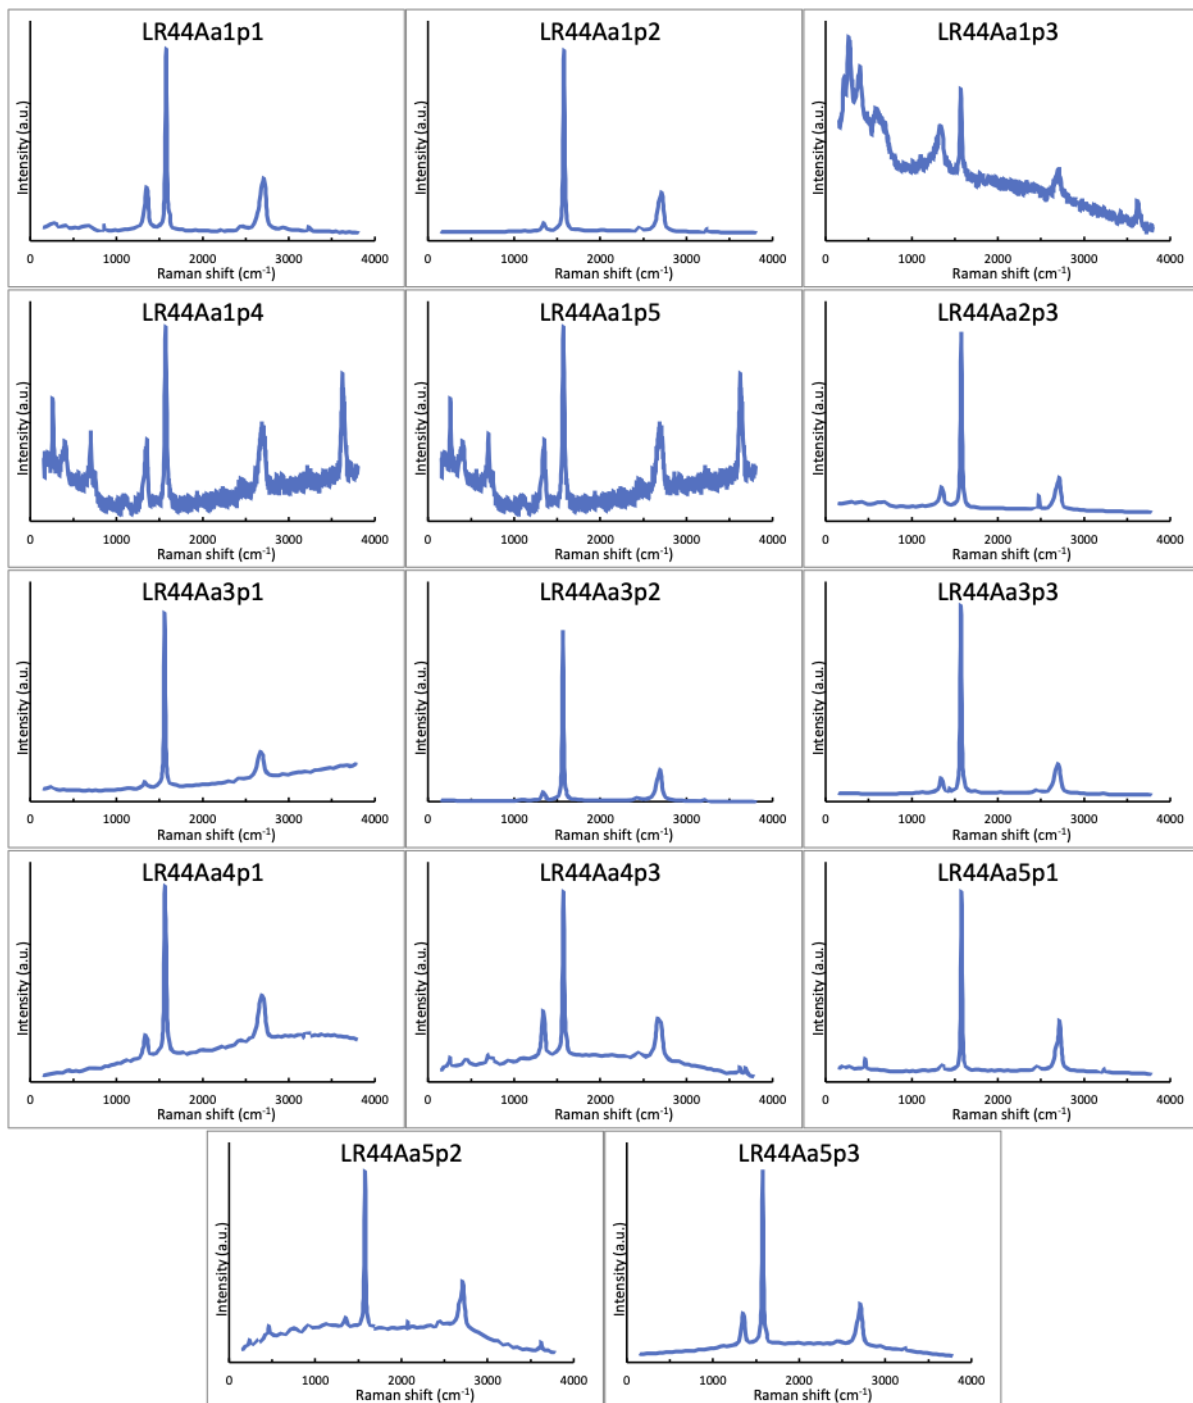 LR44Aa1p1
Intensity (a.u.)
0 1000 2000 3000 4000
Raman shift (cm⁻¹)
LR44Aa1p2
Intensity (a.u.)
0 1000 2000 3000 4000
Raman shift (cm⁻¹)
LR44Aa1p3
Intensity (a.u.)
0 1000 2000 3000 4000
Raman shift (cm⁻¹)
LR44Aa1p4
Intensity (a.u.)
0 1000 2000 3000 4000
Raman shift (cm⁻¹)
LR44Aa1p5
Intensity (a.u.)
0 1000 2000 3000 4000
Raman shift (cm⁻¹)
LR44Aa2p3
Intensity (a.u.)
0 1000 2000 3000 4000
Raman shift (cm⁻¹)
LR44Aa3p1
Intensity (a.u.)
0 1000 2000 3000 4000
Raman shift (cm⁻¹)
LR44Aa3p2
Intensity (a.u.)
0 1000 2000 3000 4000
Raman shift (cm⁻¹)
LR44Aa3p3
Intensity (a.u.)
0 1000 2000 3000 4000
Raman shift (cm⁻¹)
LR44Aa4p1
Intensity (a.u.)
0 1000 2000 3000 4000
Raman shift (cm⁻¹)
LR44Aa4p3
Intensity (a.u.)
0 1000 2000 3000 4000
Raman shift (cm⁻¹)
LR44Aa5p1
Intensity (a.u.)
0 1000 2000 3000 4000
Raman shift (cm⁻¹)
LR44Aa5p2
Intensity (a.u.)
0 1000 2000 3000 4000
Raman shift (cm⁻¹)
LR44Aa5p3
Intensity (a.u.)
0 1000 2000 3000 4000
Raman shift (cm⁻¹)